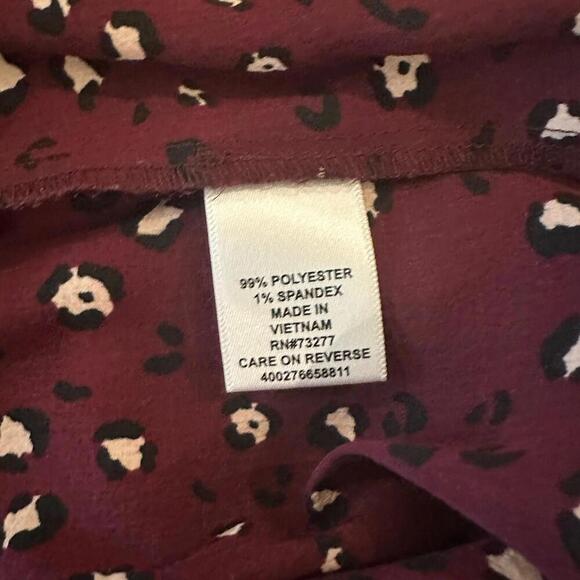 99% POLYESTER
1% SPANDEX
MADE IN
VIETNAM
RN#73277
CARE ON REVERSE
400276658811